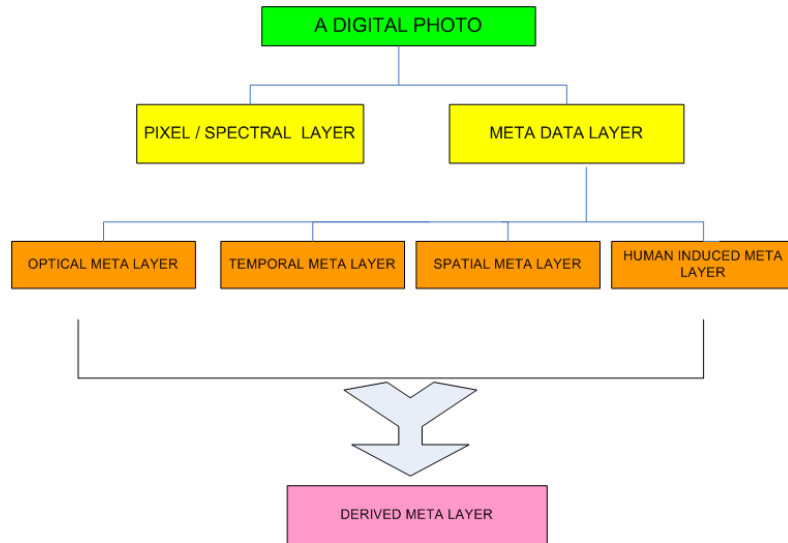 A DIGITAL PHOTO
PIXEL / SPECTRAL LAYER
META DATA LAYER
OPTICAL META LAYER
TEMPORAL META LAYER
SPATIAL META LAYER
HUMAN INDUCED META
LAYER
DERIVED META LAYER